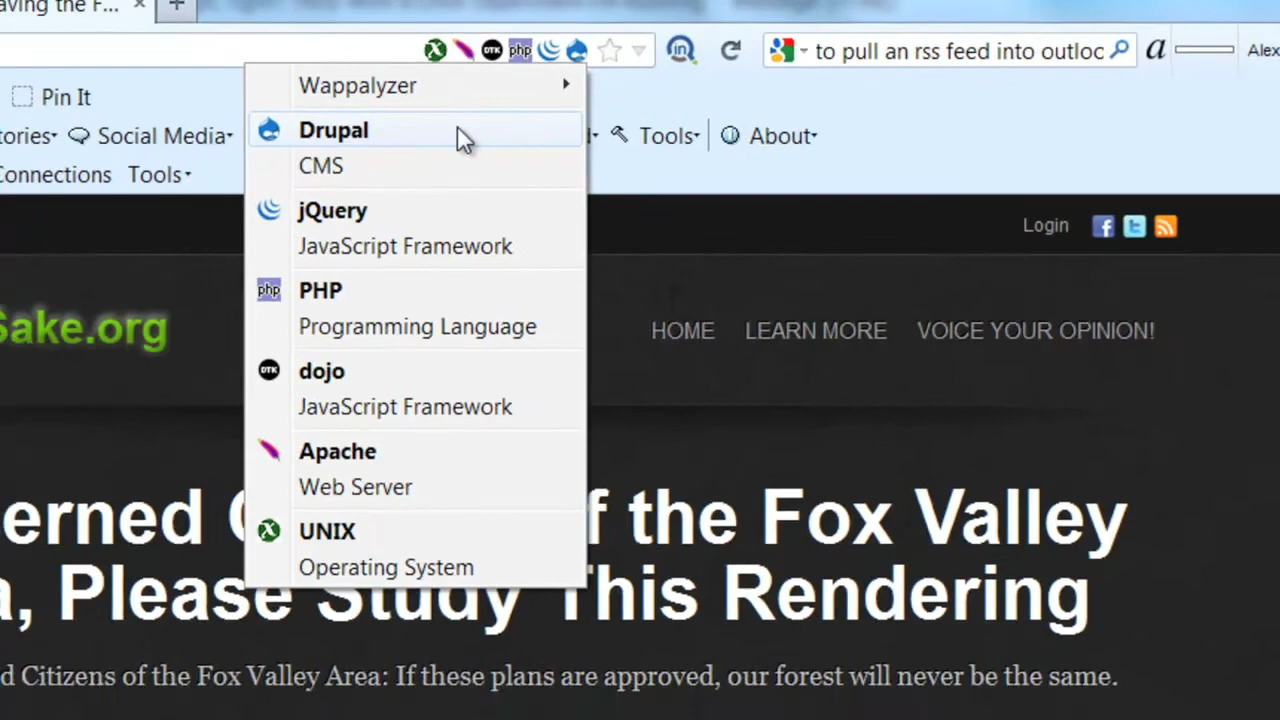 aving the F...
to pull an rss feed into outloc
a
Alex
Pin It
tories
Social Media
Tools
About
Connections
Tools
Wappalyzer
Drupal
CMS
jQuery
JavaScript Framework
php
PHP
Programming Language
DTK
dojo
JavaScript Framework
Apache
Web Server
UNIX
Operating System
Login
Sake.org
HOME
LEARN MORE
VOICE YOUR OPINION!
erned C f the Fox Valley
a, Please Study This Rendering
d Citizens of the Fox Valley Area: If these plans are approved, our forest will never be the same.